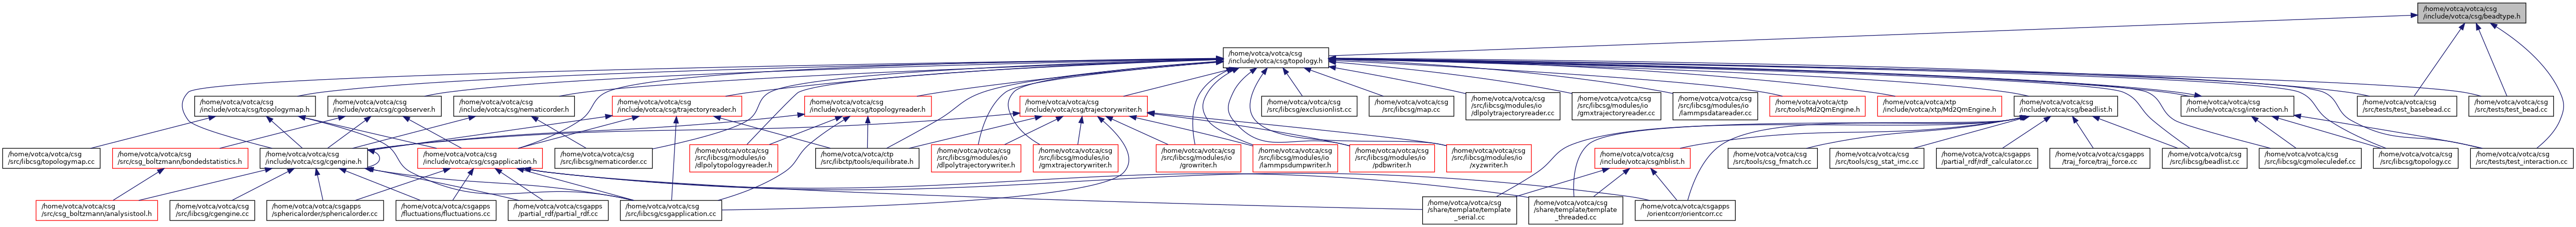 /home/votca/votca/csg
/include/votca/csg/beadtype.h
/home/votca/votca/csg
/include/votca/csg/topology.h
/home/votca/votca/csg
/include/votca/csg/topologymap.h
/home/votca/votca/csg
/include/votca/csg/cgobserver.h
/home/votca/votca/csg
/include/votca/csg/nematicorder.h
/home/votca/votca/csg
/include/votca/csg/trajectoryreader.h
/home/votca/votca/csg
/include/votca/csg/topologyreader.h
/home/votca/votca/csg
/include/votca/csg/trajectorywriter.h
/home/votca/votca/csg
/src/libcsg/exclusionlist.cc
/home/votca/votca/csg
/src/libcsg/map.cc
/home/votca/votca/csg
/src/libcsg/modules/io
/dlpolytrajectoryreader.cc
/home/votca/votca/csg
/src/libcsg/modules/io
/gmxtrajectoryreader.cc
/home/votca/votca/csg
/src/libcsg/modules/io
/lammpsdatareader.cc
/home/votca/votca/ctp
/src/tools/Md2QmEngine.h
/home/votca/votca/xtp
/include/votca/xtp/Md2QmEngine.h
/home/votca/votca/csg
/include/votca/csg/beadlist.h
/home/votca/votca/csg
/include/votca/csg/interaction.h
/home/votca/votca/csg
/src/tests/test_basebead.cc
/home/votca/votca/csg
/src/tests/test_bead.cc
/home/votca/votca/csg
/src/libcsg/topologymap.cc
/home/votca/votca/csg
/src/csg_boltzmann/bondedstatistics.h
/home/votca/votca/csg
/include/votca/csg/cgengine.h
/home/votca/votca/csg
/include/votca/csg/csgapplication.h
/home/votca/votca/csg
/src/libcsg/nematicorder.cc
/home/votca/votca/csg
/src/libcsg/modules/io
/dlpolytopologyreader.h
/home/votca/votca/ctp
/src/libctp/tools/equilibrate.h
/home/votca/votca/csg
/src/libcsg/modules/io
/dlpolytrajectorywriter.h
/home/votca/votca/csg
/src/libcsg/modules/io
/gmxtrajectorywriter.h
/home/votca/votca/csg
/src/libcsg/modules/io
/growriter.h
/home/votca/votca/csg
/src/libcsg/modules/io
/lammpsdumpwriter.h
/home/votca/votca/csg
/src/libcsg/modules/io
/pdbwriter.h
/home/votca/votca/csg
/src/libcsg/modules/io
/xyzwriter.h
/home/votca/votca/csg
/include/votca/csg/nblist.h
/home/votca/votca/csg
/src/tools/csg_fmatch.cc
/home/votca/votca/csg
/src/tools/csg_stat_imc.cc
/home/votca/votca/csgapps
/partial_rdf/rdf_calculator.cc
/home/votca/votca/csgapps
/traj_force/traj_force.cc
/home/votca/votca/csg
/src/libcsg/beadlist.cc
/home/votca/votca/csg
/src/libcsg/cgmoleculedef.cc
/home/votca/votca/csg
/src/libcsg/topology.cc
/home/votca/votca/csg
/src/tests/test_interaction.cc
/home/votca/votca/csg
/src/csg_boltzmann/analysistool.h
/home/votca/votca/csg
/src/libcsg/cgengine.cc
/home/votca/votca/csgapps
/sphericalorder/sphericalorder.cc
/home/votca/votca/csgapps
/fluctuations/fluctuations.cc
/home/votca/votca/csgapps
/partial_rdf/partial_rdf.cc
/home/votca/votca/csg
/src/libcsg/csgapplication.cc
/home/votca/votca/csg
/share/template/template
_serial.cc
/home/votca/votca/csg
/share/template/template
_threaded.cc
/home/votca/votca/csgapps
/orientcorr/orientcorr.cc